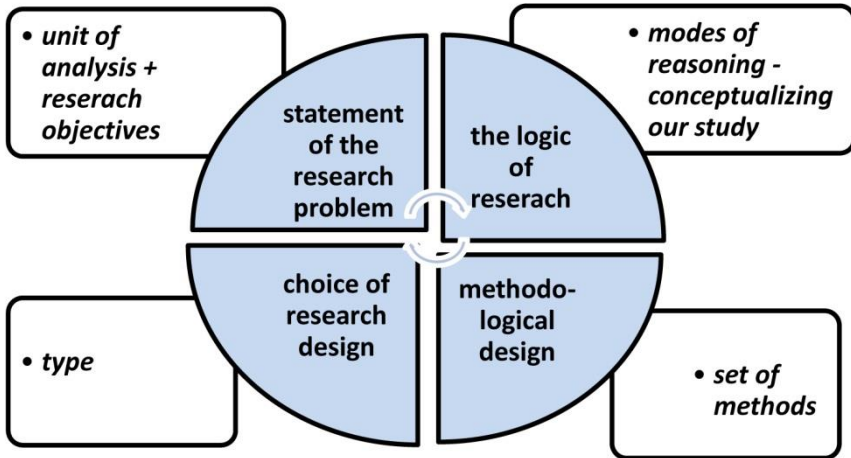 • unit of
analysis +
reserach
objectives
statement
of the
research
problem
• modes of
reasoning -
conceptualizing
our study
the logic
of
reserach
• type
choice of
research
design
methodo-
logical
design
• set of
methods